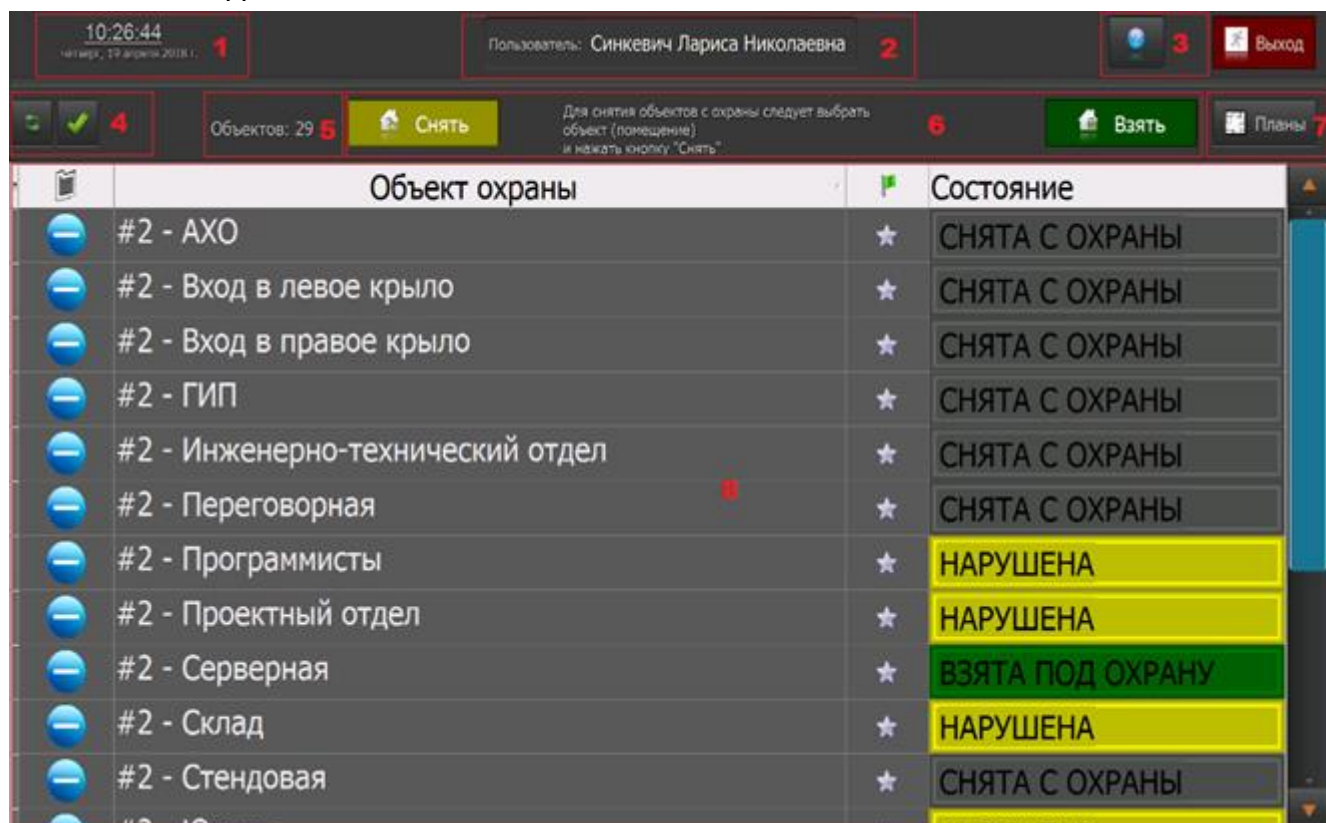 10:26:44
четверг, 19 апреля 2018 г.
1
Пользователь: Синкевич Лариса Николаевна
2
3
Выход
4
Объектов: 29
5
Снять
Для снятия объектов с охраны следует выбрать
объект (помещение)
и нажать кнопку "Снять"
6
Взять
Планы
7
Объект охраны
Состояние
#2 - АХО
СНЯТА С ОХРАНЫ
#2 - Вход в левое крыло
СНЯТА С ОХРАНЫ
#2 - Вход в правое крыло
СНЯТА С ОХРАНЫ
#2 - ГИП
СНЯТА С ОХРАНЫ
#2 - Инженерно-технический отдел
СНЯТА С ОХРАНЫ
8
#2 - Переговорная
СНЯТА С ОХРАНЫ
#2 - Программисты
НАРУШЕНА
#2 - Проектный отдел
НАРУШЕНА
#2 - Серверная
ВЗЯТА ПОД ОХРАНУ
#2 - Склад
НАРУШЕНА
#2 - Стендовая
СНЯТА С ОХРАНЫ